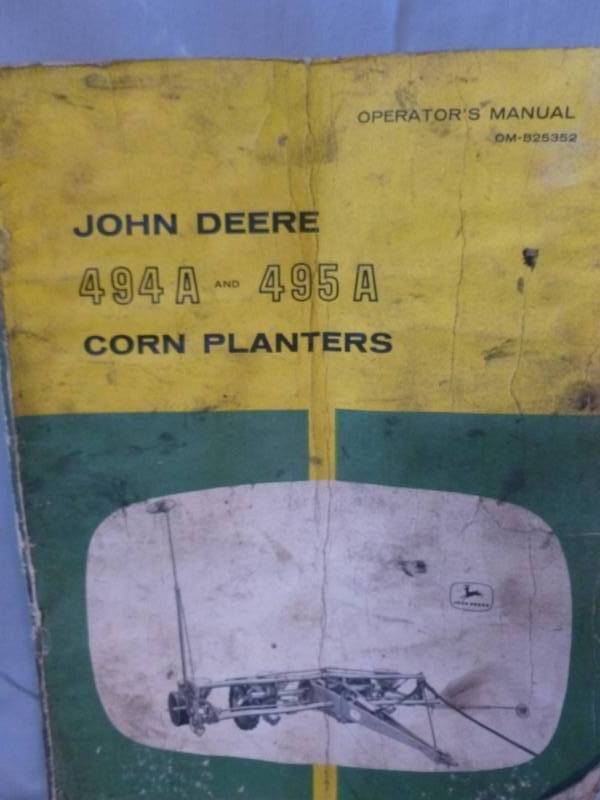 OPERATOR'S MANUAL
OM-B25352
JOHN DEERE
494A AND 495A
CORN PLANTERS
JOHN DEERE